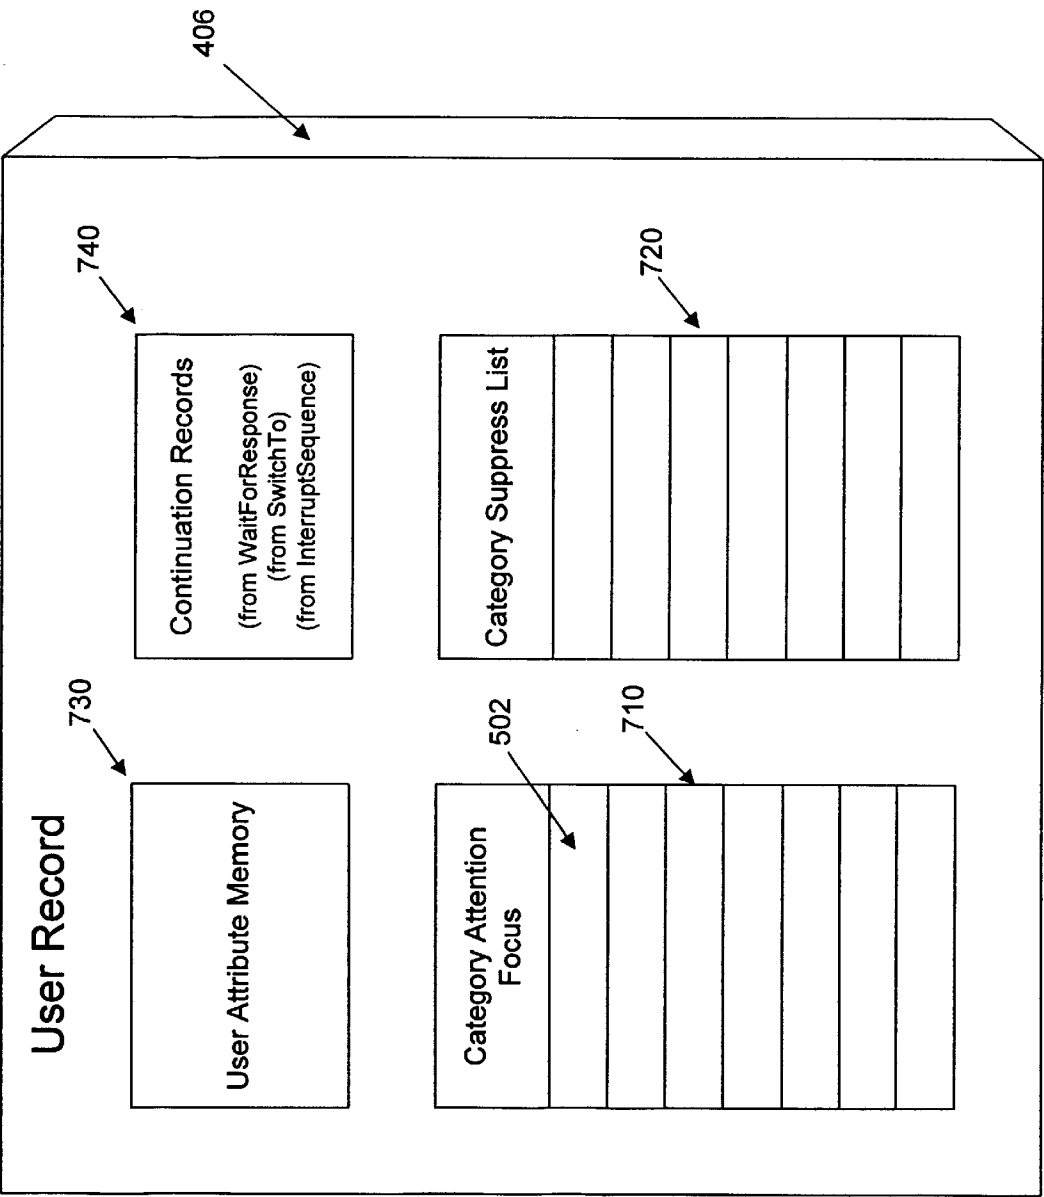 User Record
406
730
User Attribute Memory
740
Continuation Records
(from WaitForResponse)
(from SwitchTo)
(from InterruptSequence)
502
710
Category Attention
Focus
720
Category Suppress List